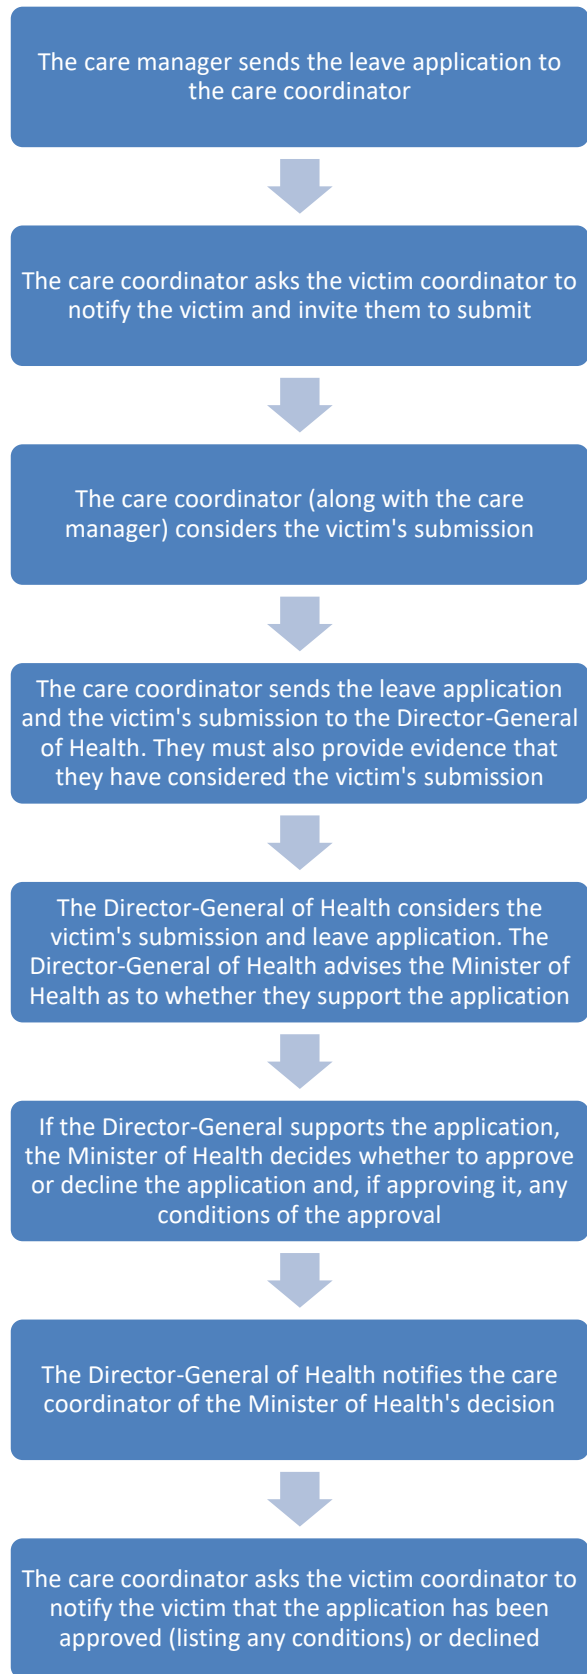 The care manager sends the leave application to
the care coordinator
The care coordinator asks the victim coordinator to
notify the victim and invite them to submit
The care coordinator (along with the care
manager) considers the victim's submission
The care coordinator sends the leave application
and the victim's submission to the Director-General
of Health. They must also provide evidence that
they have considered the victim's submission
The Director-General of Health considers the
victim's submission and leave application. The
Director-General of Health advises the Minister of
Health as to whether they support the application
If the Director-General supports the application,
the Minister of Health decides whether to approve
or decline the application and, if approving it, any
conditions of the approval
The Director-General of Health notifies the care
coordinator of the Minister of Health's decision
The care coordinator asks the victim coordinator to
notify the victim that the application has been
approved (listing any conditions) or declined